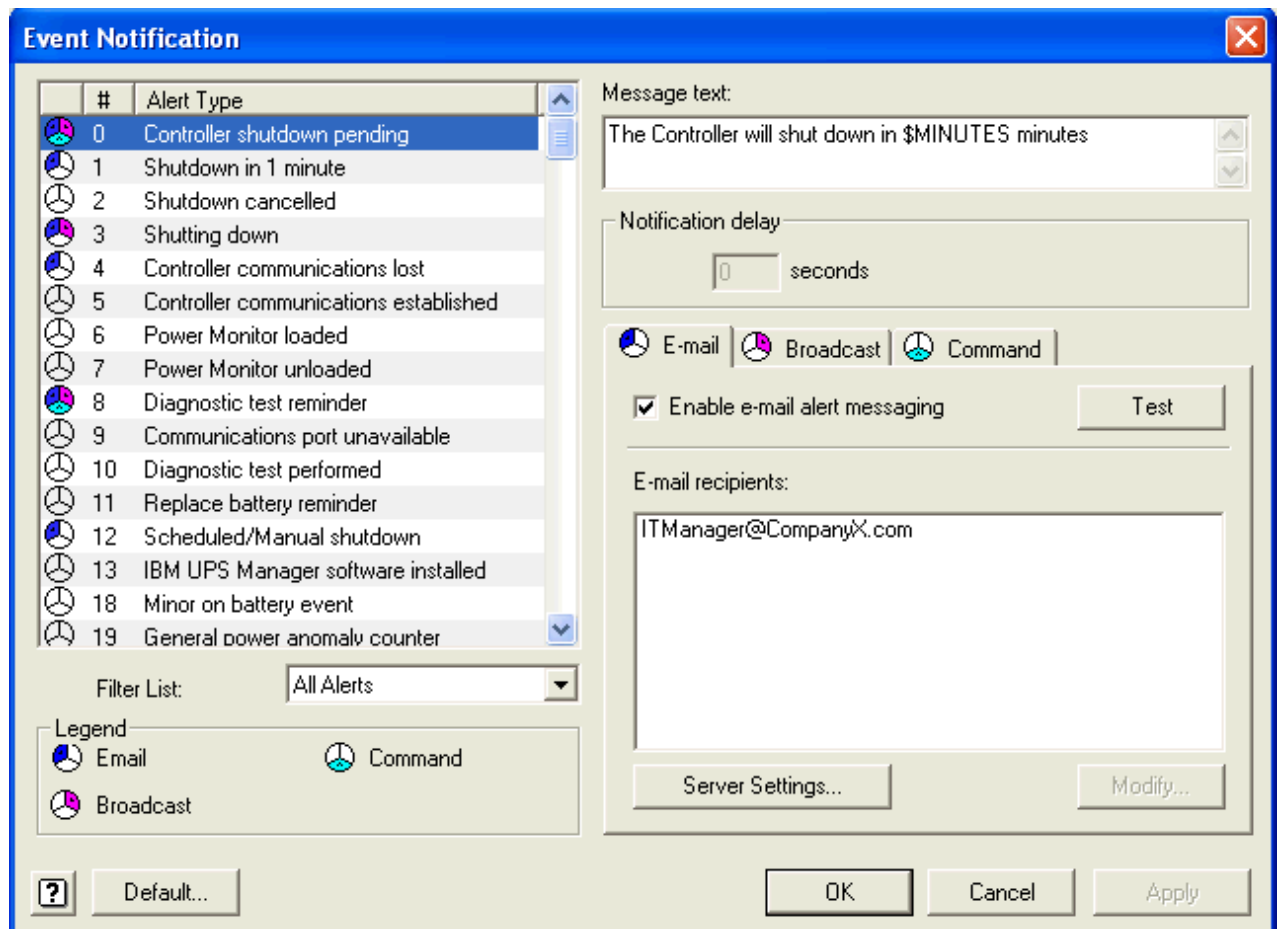 Event Notification
# Alert Type
0 Controller shutdown pending
1 Shutdown in 1 minute
2 Shutdown cancelled
3 Shutting down
4 Controller communications lost
5 Controller communications established
6 Power Monitor loaded
7 Power Monitor unloaded
8 Diagnostic test reminder
9 Communications port unavailable
10 Diagnostic test performed
11 Replace battery reminder
12 Scheduled/Manual shutdown
13 IBM UPS Manager software installed
18 Minor on battery event
19 General power anomaly counter
Filter List: All Alerts
Legend
Email Command
Broadcast
Message text:
The Controller will shut down in $MINUTES minutes
Notification delay
0 seconds
E-mail Broadcast Command
Enable e-mail alert messaging Test
E-mail recipients:
ITManager@CompanyX.com
Server Settings... Modify...
? Default... OK Cancel Apply